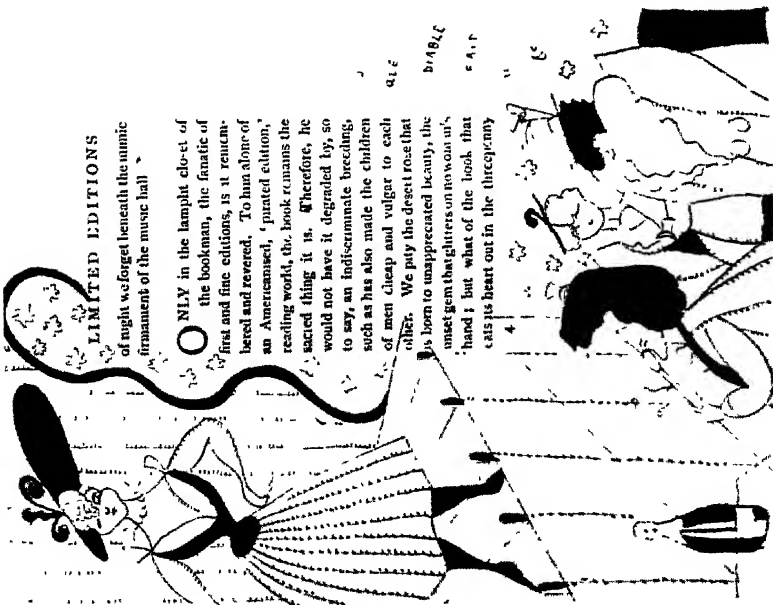 LIMITED EDITIONS
of night we forget beneath the mimic
firmament of the music hall
ONLY in the lamplit closet of
the bookman, the fanatic of
first and fine editions, is it remem-
bered and revered. To him alone of
an Americanised, 'pirated edition,'
reading world, the book remains the
sacred thing it is. Therefore, he
would not have it degraded by, so
to say, an indiscriminate breeding,
such as has also made the children
of men cheap and vulgar to each
other. We pity the desert rose that
is born to unappreciated beauty, the
unset gem that glitters on no woman's
hand; but what of the book that
eats its heart out in the threepenny
4
DIABLE